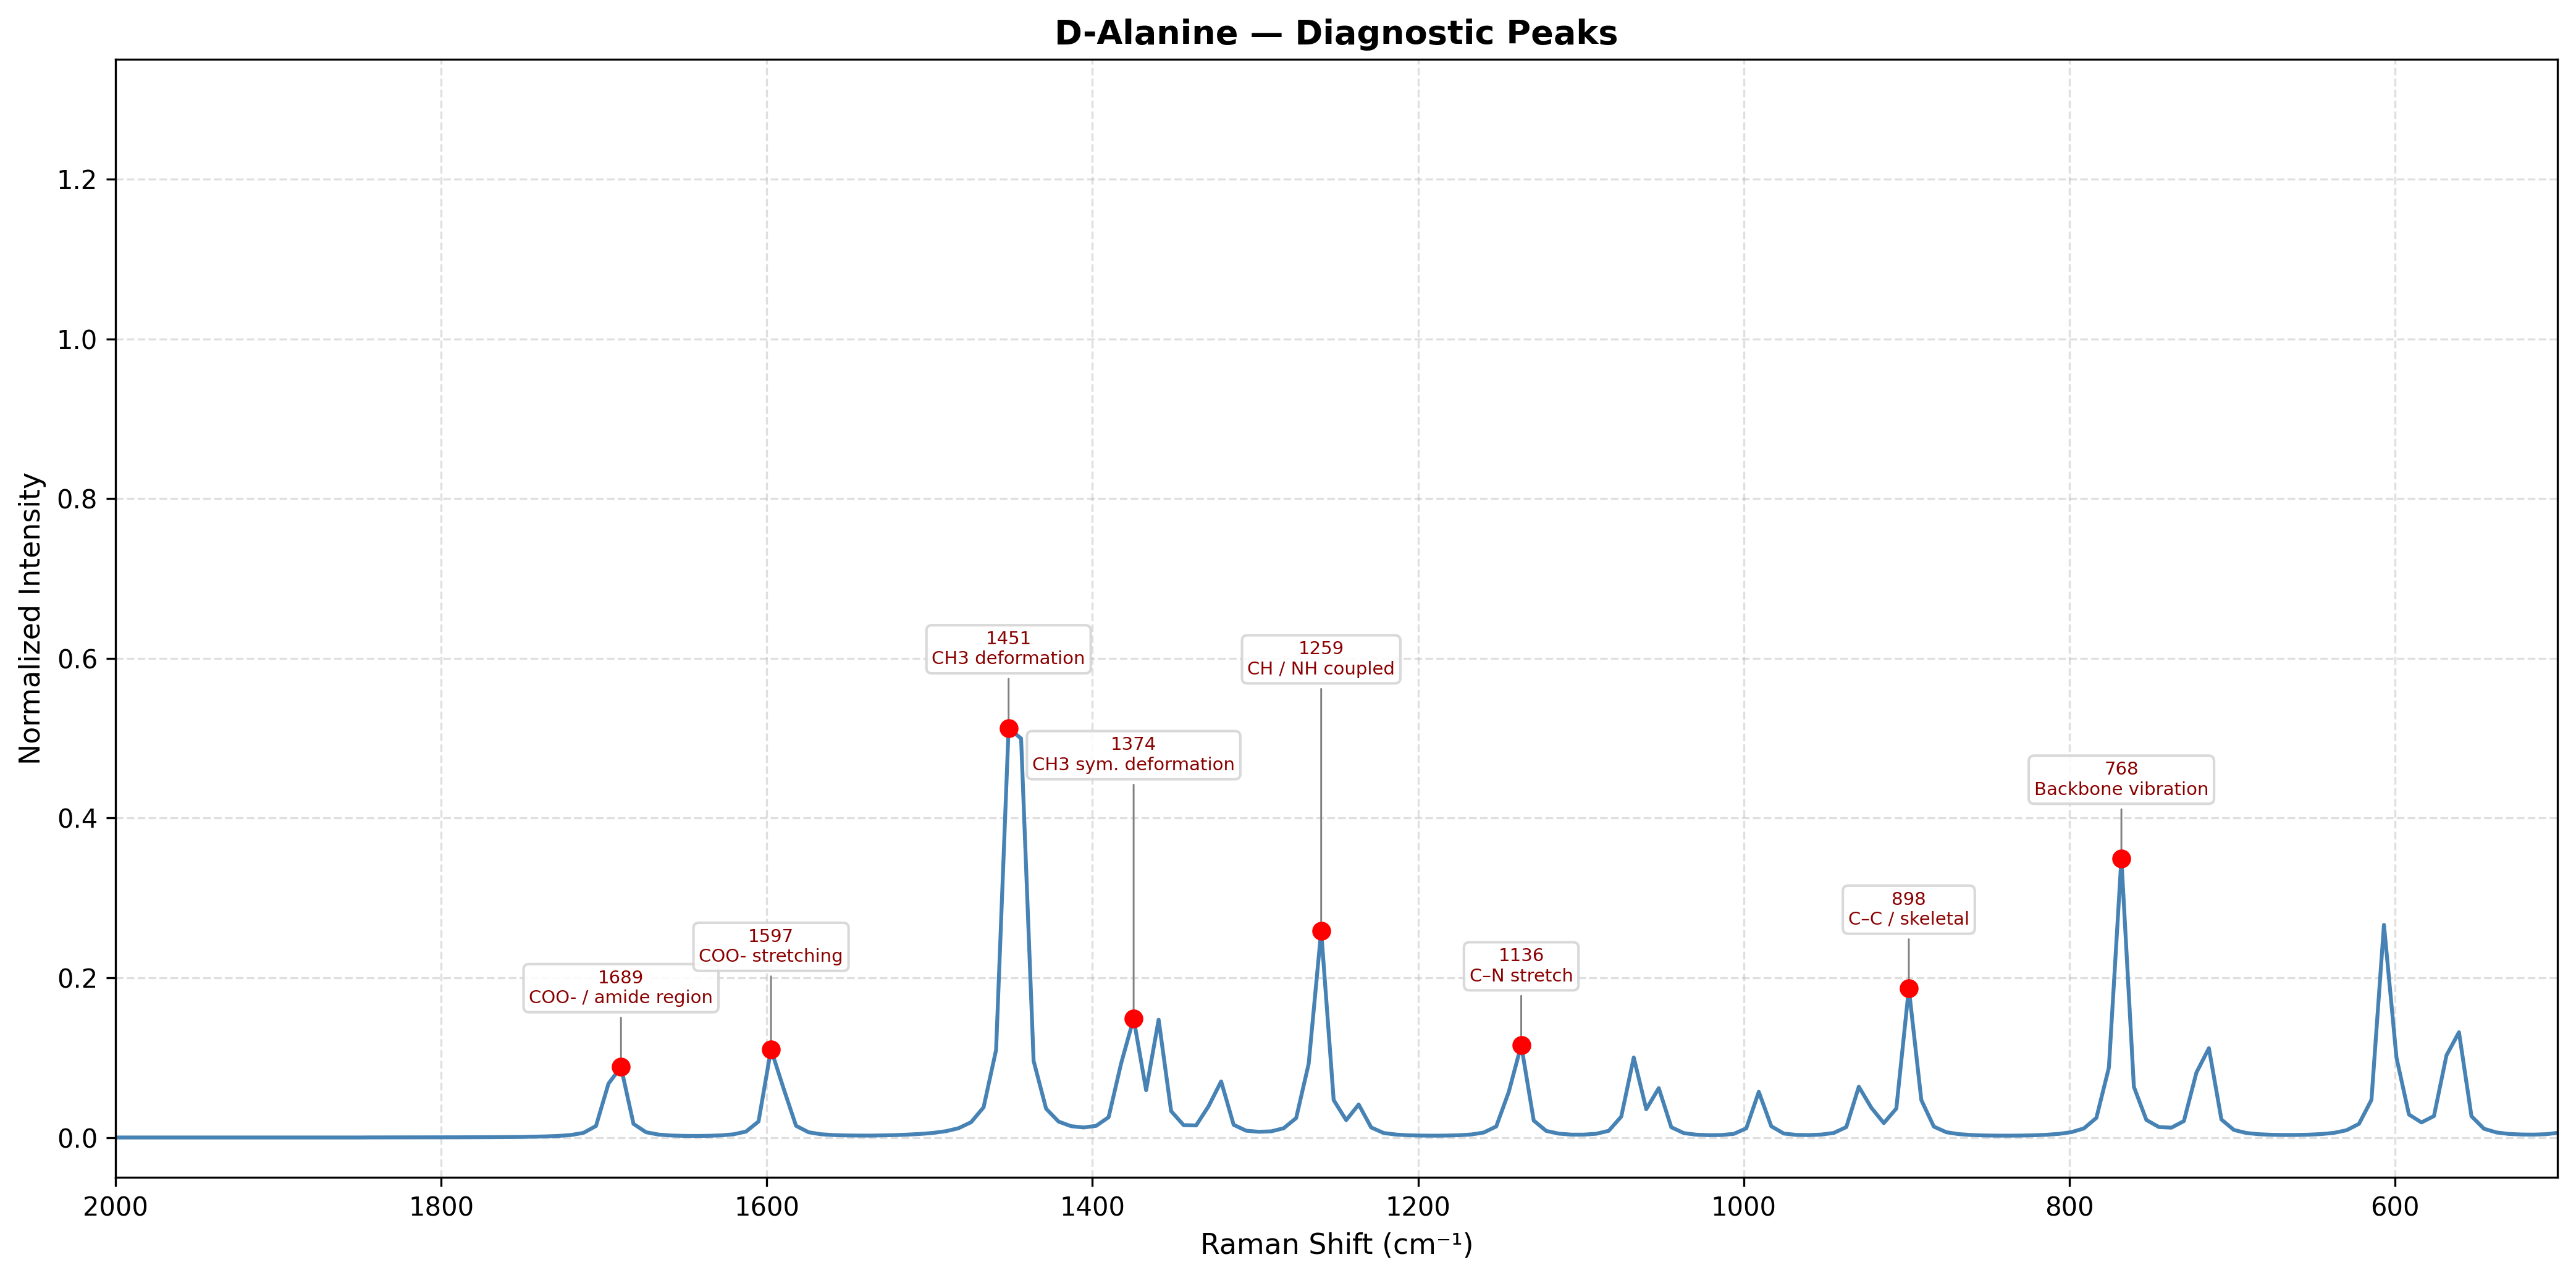 D-Alanine — Diagnostic Peaks
Normalized Intensity
1.2
1.0
0.8
0.6
0.4
0.2
0.0
1451
CH3 deformation
1259
CH / NH coupled
1374
CH3 sym. deformation
768
Backbone vibration
898
C–C / skeletal
1597
COO- stretching
1136
C–N stretch
1689
COO- / amide region
2000
1800
1600
1400
1200
1000
800
600
Raman Shift (cm⁻¹)